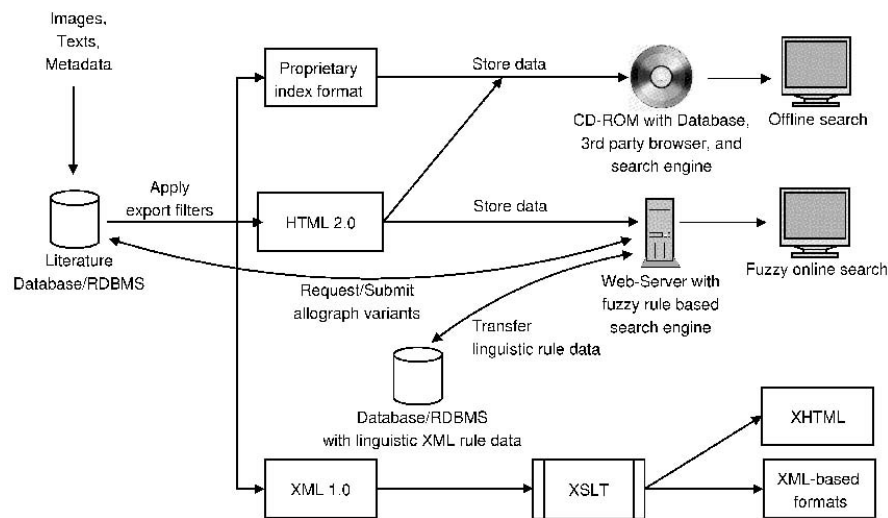 Images,
Texts,
Metadata
Proprietary
index format
Store data
CD-ROM with Database,
3rd party browser, and
search engine
Offline search
Apply
export filters
HTML 2.0
Store data
Literature
Database/RDBMS
Request/Submit
allograph variants
Web-Server with
fuzzy rule based
search engine
Fuzzy online search
Transfer
linguistic rule data
Database/RDBMS
with linguistic XML rule data
XHTML
XML 1.0
XSLT
XML-based
formats